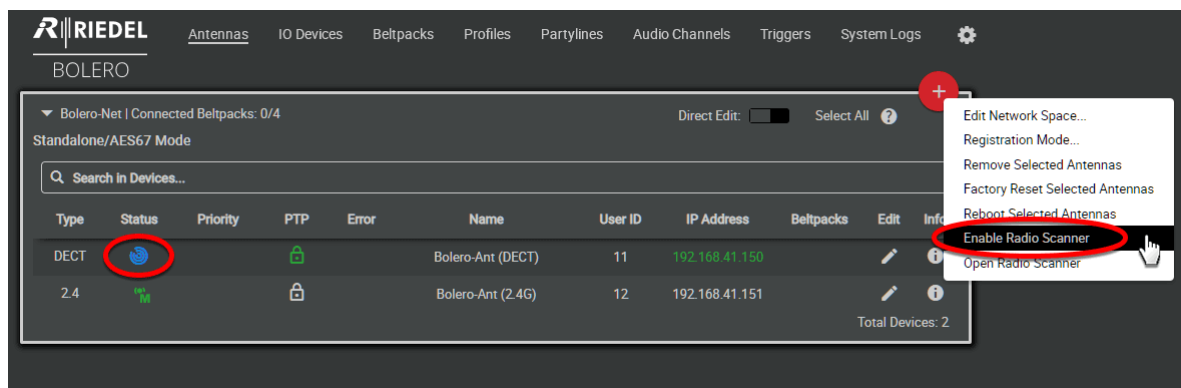 RIEDEL
BOLERO
Antennas IO Devices Beltpacks Profiles Partylines Audio Channels Triggers System Logs
+
Bolero-Net | Connected Beltpacks: 0/4 Direct Edit: Select All ?
Standalone/AES67 Mode
Search in Devices...
Type Status Priority PTP Error Name User ID IP Address Beltpacks Edit Info
DECT Bolero-Ant (DECT) 11 192.168.41.150
2.4 M Bolero-Ant (2.4G) 12 192.168.41.151
Total Devices: 2
Edit Network Space...
Registration Mode...
Remove Selected Antennas
Factory Reset Selected Antennas
Reboot Selected Antennas
Enable Radio Scanner
Open Radio Scanner